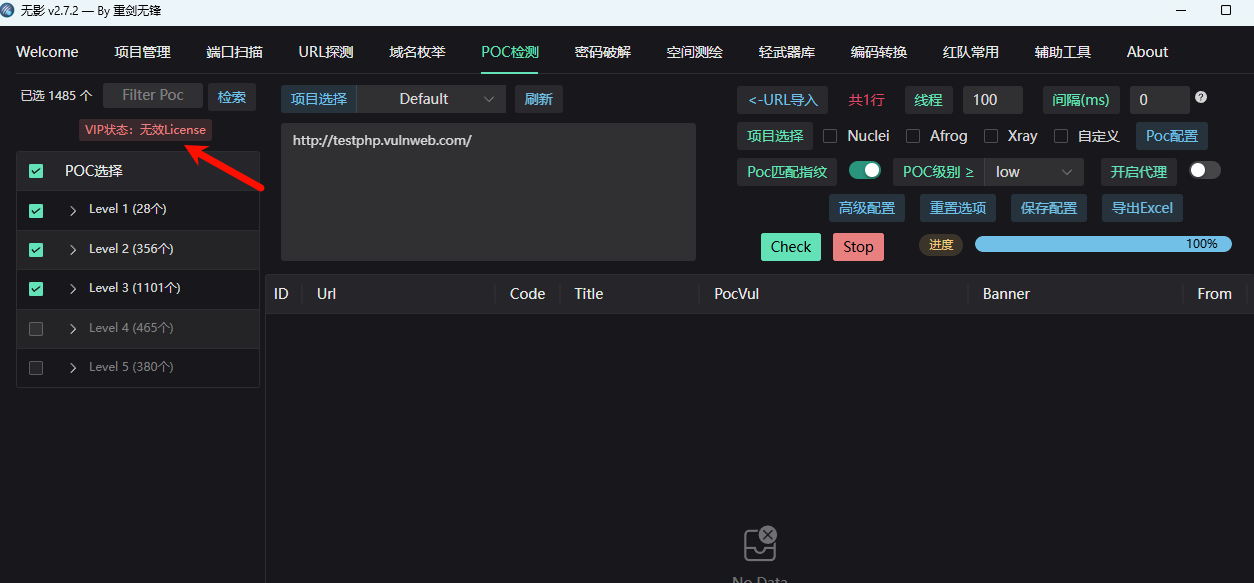 无影 v2.7.2 — By 重剑无锋
Welcome 项目管理 端口扫描 URL探测 域名枚举 POC检测 密码破解 空间测绘 轻武器库 编码转换 红队常用 辅助工具 About
已选 1485 个 Filter Poc 检索
VIP状态：无效License
POC选择
Level 1 (28个)
Level 2 (356个)
Level 3 (1101个)
Level 4 (465个)
Level 5 (380个)
项目选择 Default 刷新
http://testphp.vulnweb.com/
<-URL导入 共1行 线程 100 间隔(ms) 0 ?
项目选择 Nuclei Afrog Xray 自定义 Poc配置
Poc匹配指纹 POC级别 ≥ low 开启代理
高级配置 重置选项 保存配置 导出Excel
Check Stop 进度 100%
ID Url Code Title PocVul Banner From
No Data